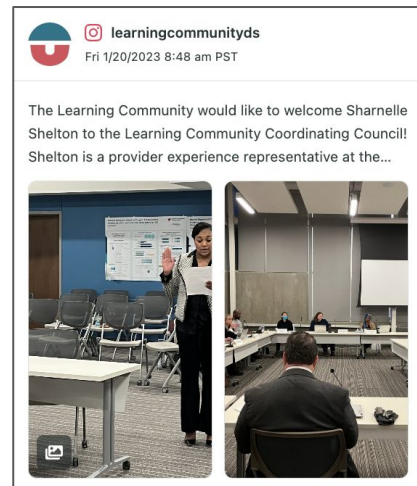 learningcommunityds
Fri 1/20/2023 8:48 am PST
The Learning Community would like to welcome Sharnelle
Shelton to the Learning Community Coordinating Council!
Shelton is a provider experience representative at the...